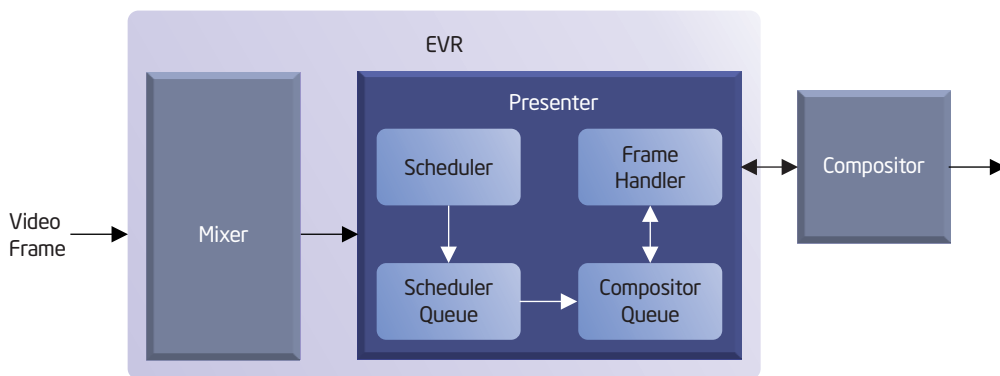 EVR
Video
Frame
Mixer
Presenter
Scheduler
Frame
Handler
Scheduler
Queue
Compositor
Queue
Compositor